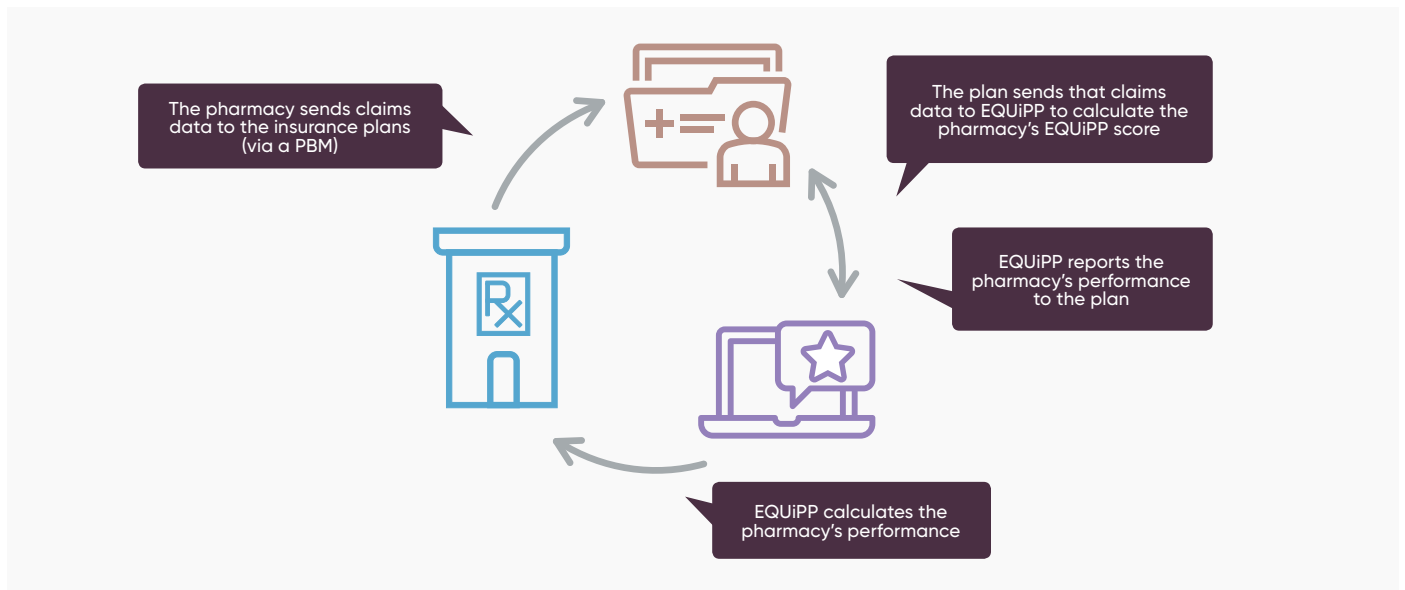 The pharmacy sends claims
data to the insurance plans
(via a PBM)
The plan sends that claims
data to EQUiPP to calculate the
pharmacy's EQUiPP score
EQUiPP reports the
pharmacy's performance
to the plan
Rx
EQUiPP calculates the
pharmacy's performance